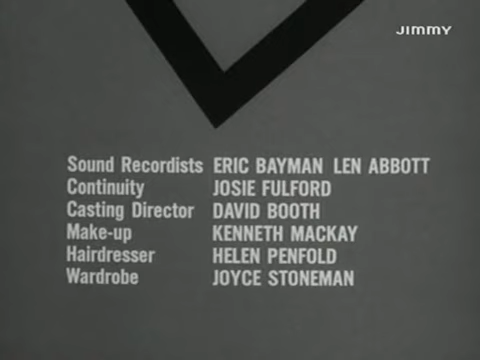 JIMMY
Sound Recordists ERIC BAYMAN LEN ABBOTT
Continuity JOSIE FULFORD
Casting Director DAVID BOOTH
Make-up KENNETH MACKAY
Hairdresser HELEN PENFOLD
Wardrobe JOYCE STONEMAN